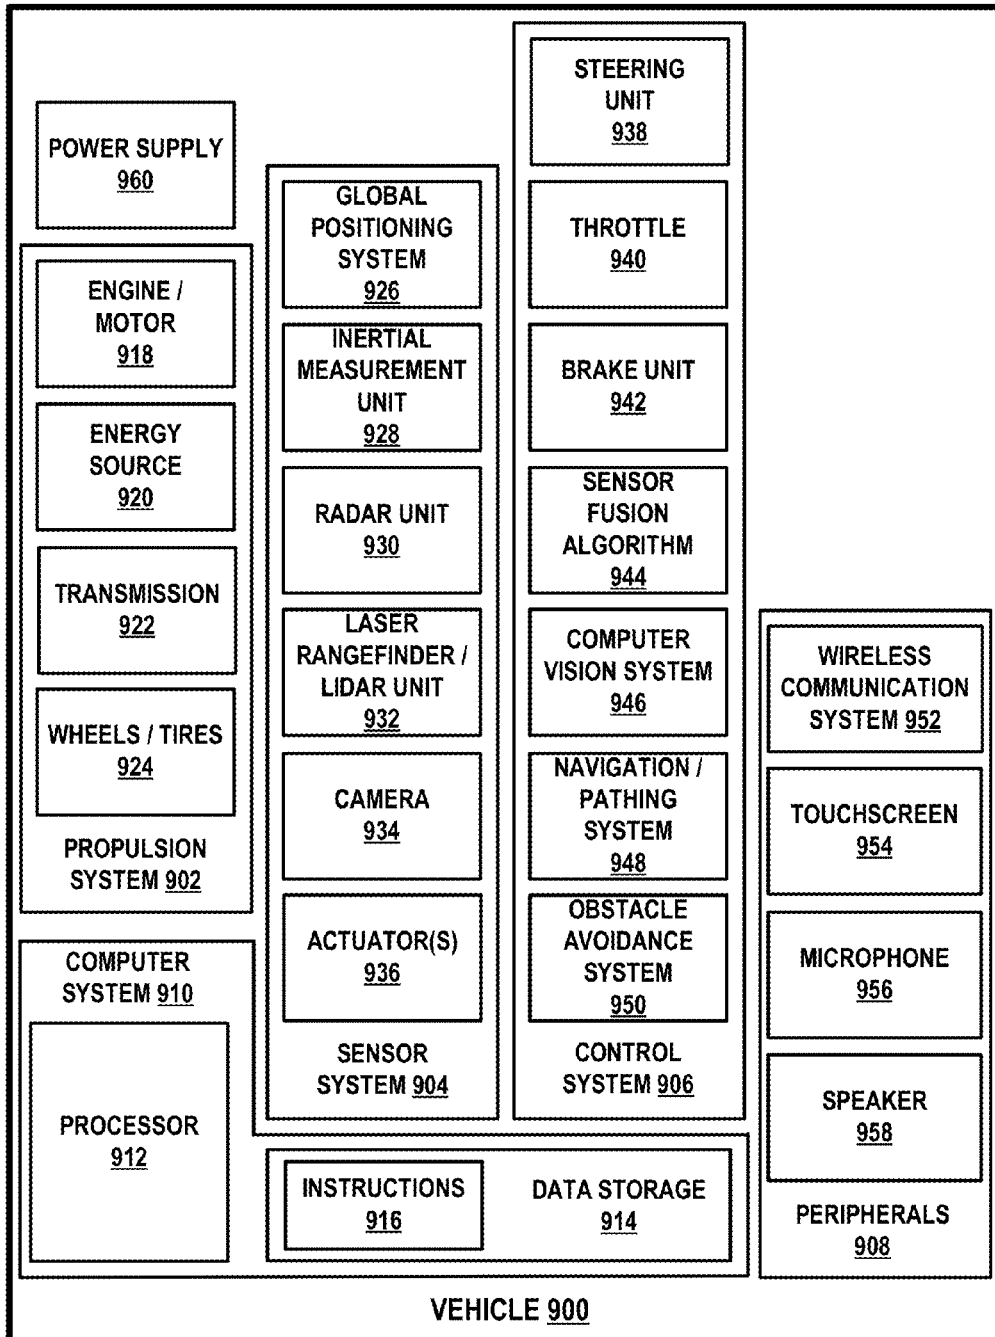 POWER SUPPLY
960
ENGINE /
MOTOR
918
ENERGY
SOURCE
920
TRANSMISSION
922
WHEELS / TIRES
924
PROPULSION
SYSTEM 902
COMPUTER
SYSTEM 910
PROCESSOR
912
GLOBAL
POSITIONING
SYSTEM
926
INERTIAL
MEASUREMENT
UNIT
928
RADAR UNIT
930
LASER
RANGEFINDER /
LIDAR UNIT
932
CAMERA
934
ACTUATOR(S)
936
SENSOR
SYSTEM 904
STEERING
UNIT
938
THROTTLE
940
BRAKE UNIT
942
SENSOR
FUSION
ALGORITHM
944
COMPUTER
VISION SYSTEM
946
NAVIGATION /
PATHING
SYSTEM
948
OBSTACLE
AVOIDANCE
SYSTEM
950
CONTROL
SYSTEM 906
INSTRUCTIONS
916
DATA STORAGE
914
WIRELESS
COMMUNICATION
SYSTEM 952
TOUCHSCREEN
954
MICROPHONE
956
SPEAKER
958
PERIPHERALS
908
VEHICLE 900